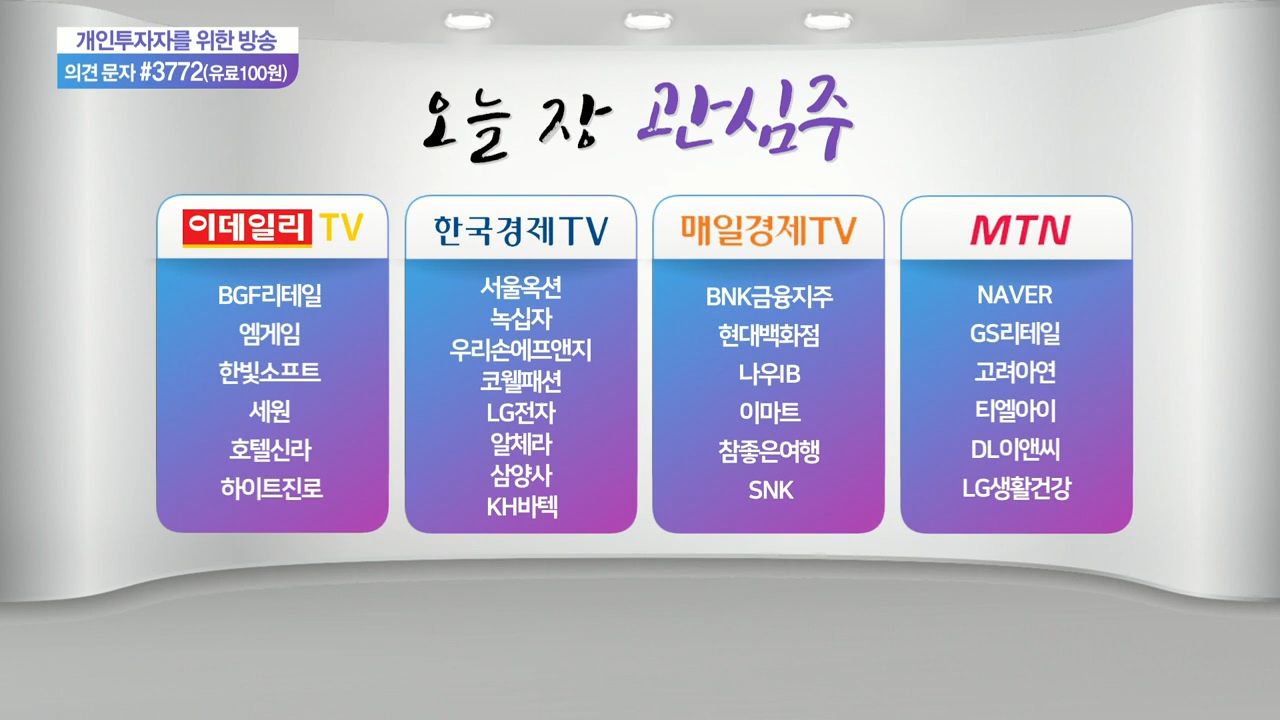 개인투자자를 위한 방송
의견 문자 #3772(유료100원)
오늘 장 관심주
이데일리 TV
BGF리테일
엠게임
한빛소프트
세원
호텔신라
하이트진로
한국경제TV
서울옥션
녹십자
우리손에프앤지
코웰패션
LG전자
알체라
삼양사
KH바텍
매일경제TV
BNK금융지주
현대백화점
나우IB
이마트
참좋은여행
SNK
MTN
NAVER
GS리테일
고려아연
티엘아이
DL이앤씨
LG생활건강